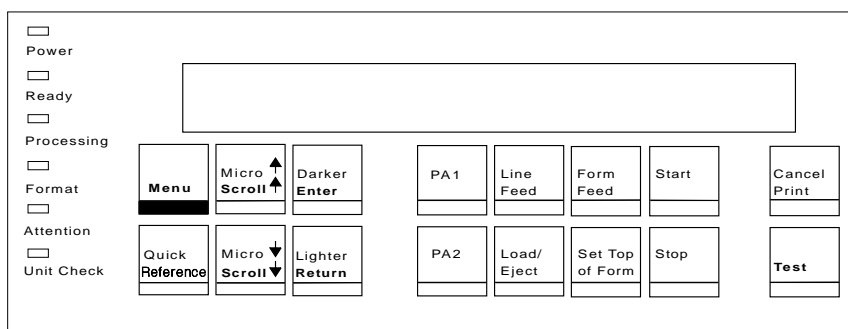 Power
Ready
Processing
Format
Attention
Unit Check
Menu
Micro
Scroll
Darker
Enter
PA1
Line
Feed
Form
Feed
Start
Cancel
Print
Quick
Reference
Micro
Scroll
Lighter
Return
PA2
Load/
Eject
Set Top
of Form
Stop
Test